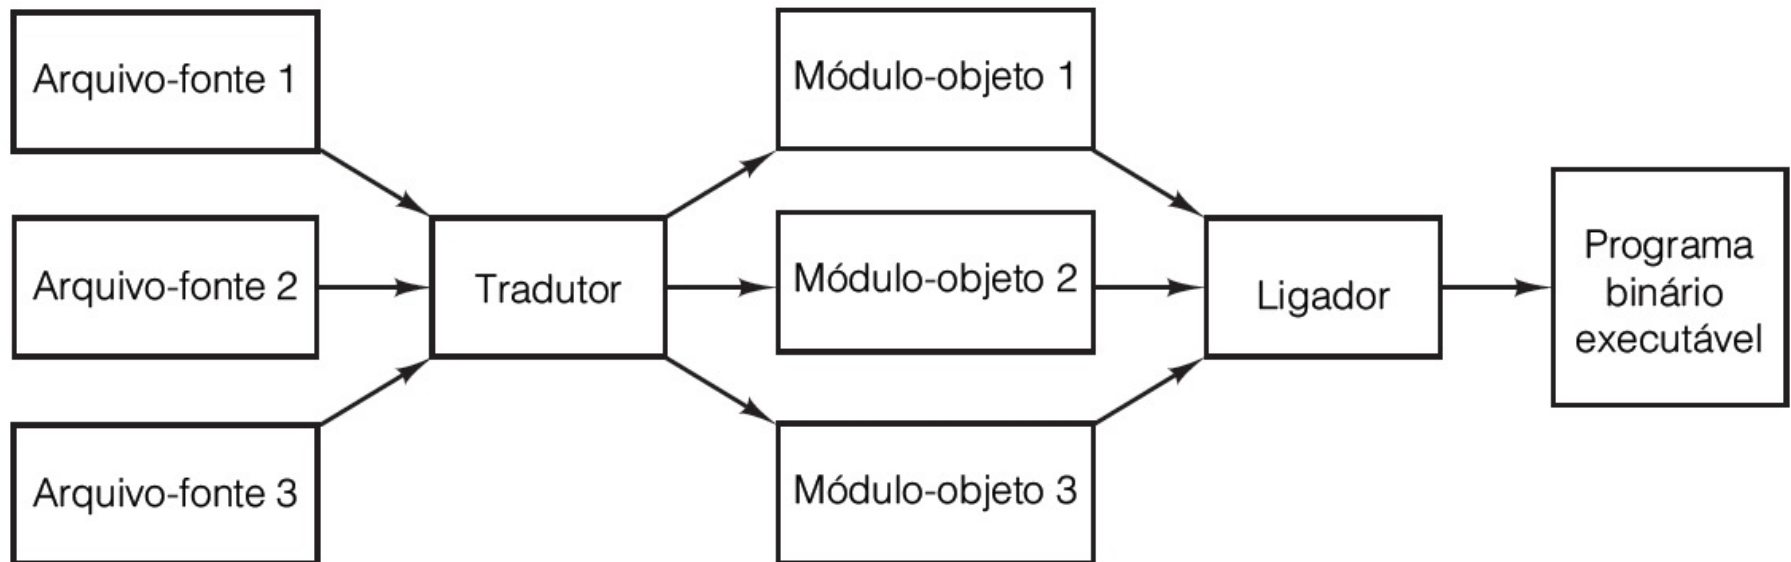 Arquivo-fonte 1
Arquivo-fonte 2
Arquivo-fonte 3
Tradutor
Módulo-objeto 1
Módulo-objeto 2
Módulo-objeto 3
Ligador
Programa
binário
executável